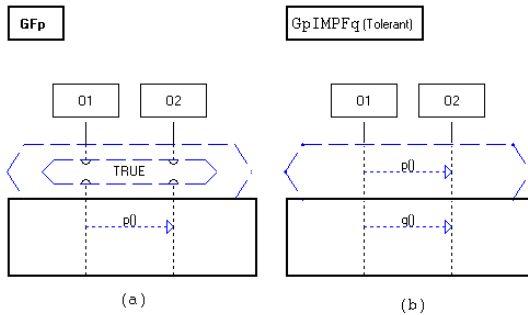 GFp
GpIMPFq (Tolerant)
O1 O2 O1 O2
TRUE
p()
p()
q()
(a) (b)